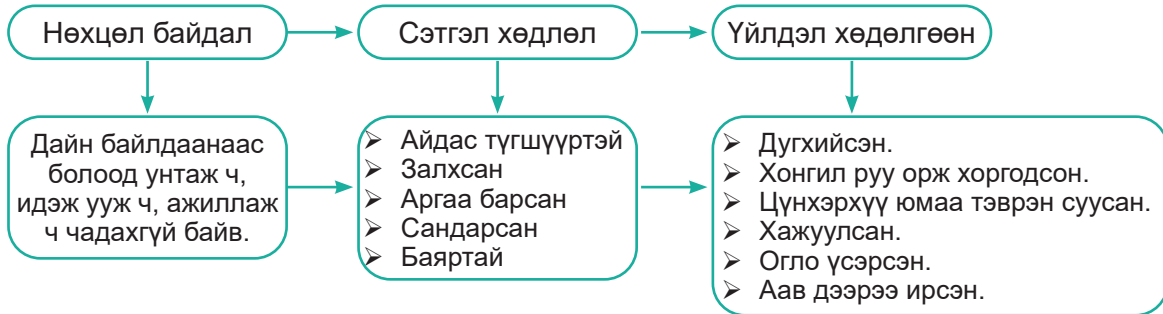 Нөхцөл байдал
Сэтгэл хөдлөл
Үйлдэл хөдөлгөөн
Дайн байлдаанаас
болоод унтаж ч,
идэж ууж ч, ажиллаж
ч чадахгүй байв.
➢ Айдас түгшүүртэй
➢ Залхсан
➢ Аргаа барсан
➢ Сандарсан
➢ Баяртай
➢ Дугхийсэн.
➢ Хонгил руу орж хоргодсон.
➢ Цүнхэрхүү юмаа тэврэн суусан.
➢ Хажуулсан.
➢ Огло үсэрсэн.
➢ Аав дээрээ ирсэн.